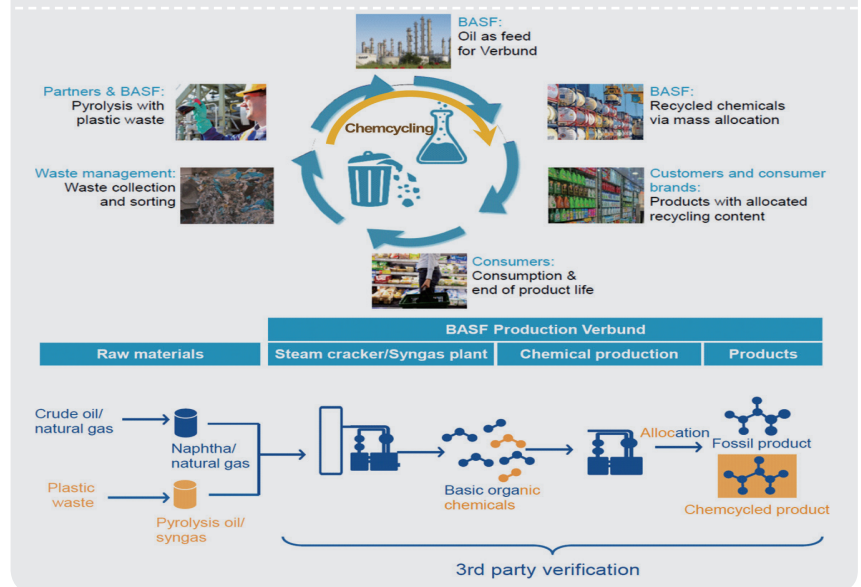 BASF:
Oil as feed
for Verbund
Partners & BASF:
Pyrolysis with
plastic waste
Chemcycling
BASF:
Recycled chemicals
via mass allocation
Waste management:
Waste collection
and sorting
Customers and consumer
brands:
Products with allocated
recycling content
Consumers:
Consumption &
end of product life
BASF Production Verbund
Raw materials
Steam cracker/Syngas plant
Chemical production
Products
Crude oil/
natural gas
Naphtha/
natural gas
Plastic
waste
Pyrolysis oil/
syngas
Basic organic
chemicals
Allocation
Fossil product
Chemcycled product
3rd party verification